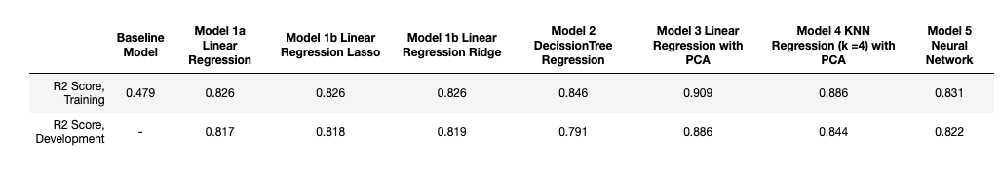 Baseline Model	Model 1a Linear Regression	Model 1b Linear Regression Lasso	Model 1b Linear Regression Ridge	Model 2 DecissionTree Regression	Model 3 Linear Regression with PCA	Model 4 KNN Regression (k =4) with PCA	Model 5 Neural Network
R2 Score, Training	0.479	0.826	0.826	0.826	0.846	0.909	0.886	0.831
R2 Score, Development	-	0.817	0.818	0.819	0.791	0.886	0.844	0.822